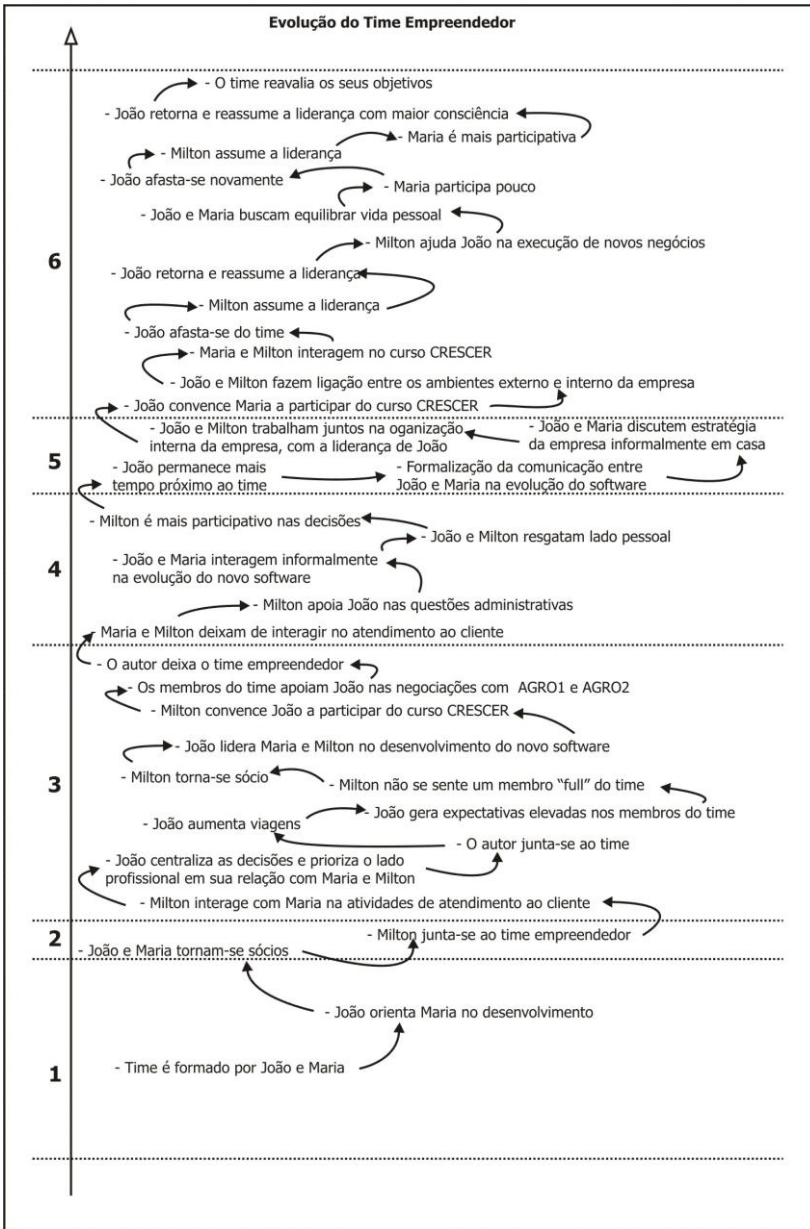 Evolução do Time Empreendedor
- O time reavalia os seus objetivos
- João retorna e reassume a liderança com maior consciência
- Maria é mais participativa
- Milton assume a liderança
- João afasta-se novamente
- Maria participa pouco
- João e Maria buscam equilibrar vida pessoal
- Milton ajuda João na execução de novos negócios
6
- João retorna e reassume a liderança
- Milton assume a liderança
- João afasta-se do time
- Maria e Milton interagem no curso CRESCER
- João e Milton fazem ligação entre os ambientes externo e interno da empresa
- João convence Maria a participar do curso CRESCER
- João e Milton trabalham juntos na oganização
interna da empresa, com a liderança de João
- João e Maria discutem estratégia
da empresa informalmente em casa
5
- João permanece mais
tempo próximo ao time
- Formalização da comunicação entre
João e Maria na evolução do software
- Milton é mais participativo nas decisões
- João e Milton resgatam lado pessoal
4
- João e Maria interagem informalmente
na evolução do novo software
- Milton apoia João nas questões administrativas
- Maria e Milton deixam de interagir no atendimento ao cliente
- O autor deixa o time empreendedor
- Os membros do time apoiam João nas negociações com AGRO1 e AGRO2
- Milton convence João a participar do curso CRESCER
- João lidera Maria e Milton no desenvolvimento do novo software
3
- Milton torna-se sócio
- Milton não se sente um membro “full” do time
- João gera expectativas elevadas nos membros do time
- João aumenta viagens
- O autor junta-se ao time
- João centraliza as decisões e prioriza o lado
profissional em sua relação com Maria e Milton
- Milton interage com Maria na atividades de atendimento ao cliente
2
- Milton junta-se ao time empreendedor
- João e Maria tornam-se sócios
- João orienta Maria no desenvolvimento
1
- Time é formado por João e Maria